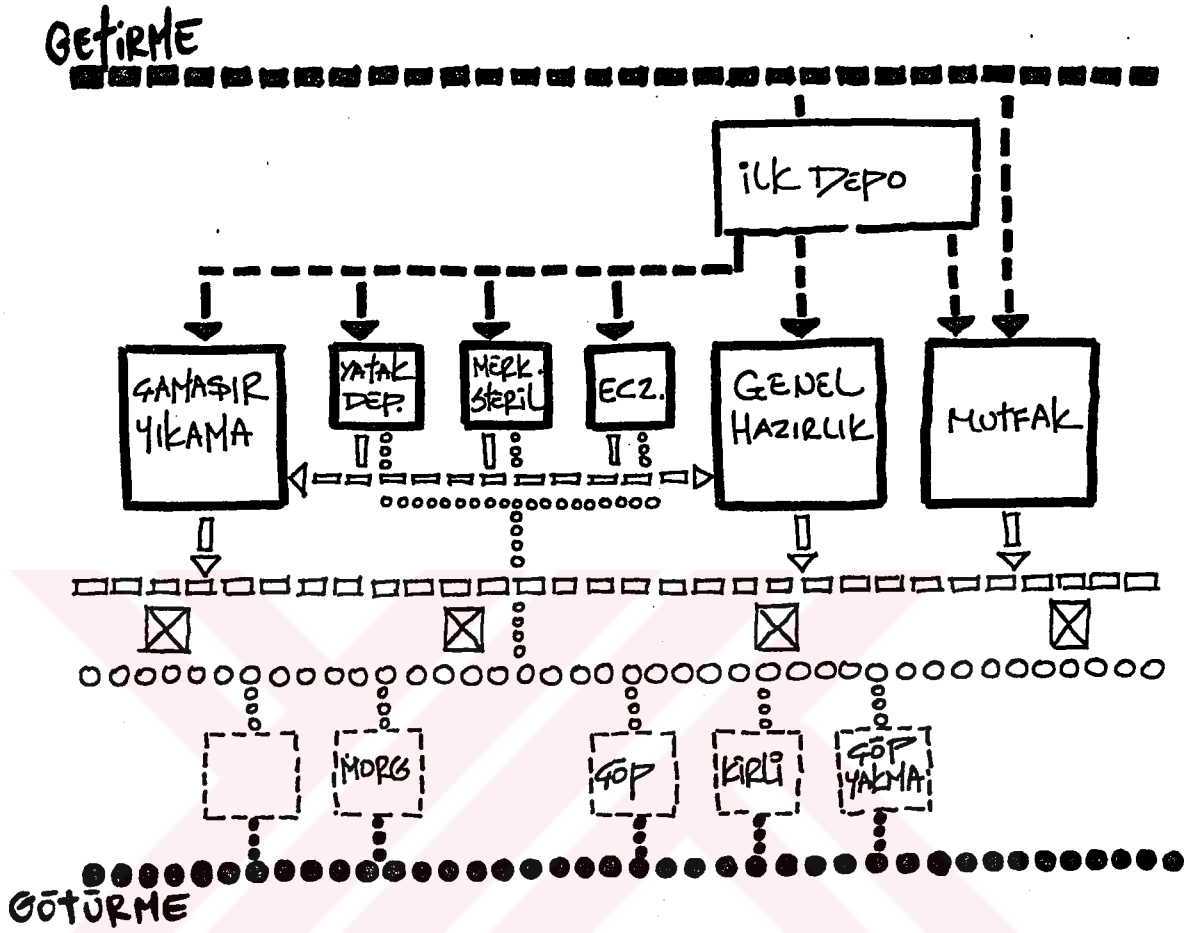 GETİRME
İLK DEPO
ÇAMAŞIR
YIKAMA
YATAK
DEP.
MERK.
STERİL
ECZ.
GENEL
HAZIRLIK
MUTFAK
MORG
ÇÖP
KİRLİ
ÇÖP
YAKMA
GÖTÜRME